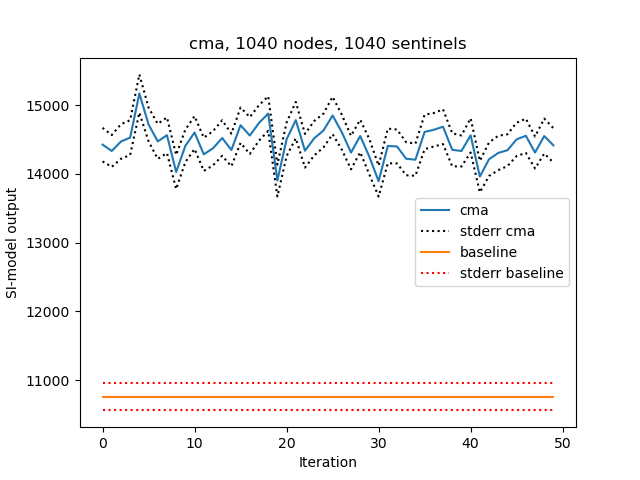 cma, 1040 nodes, 1040 sentinels
15000
14000
13000
12000
11000
SI-model output
cma
stderr cma
baseline
stderr baseline
0 10 20 30 40 50
Iteration